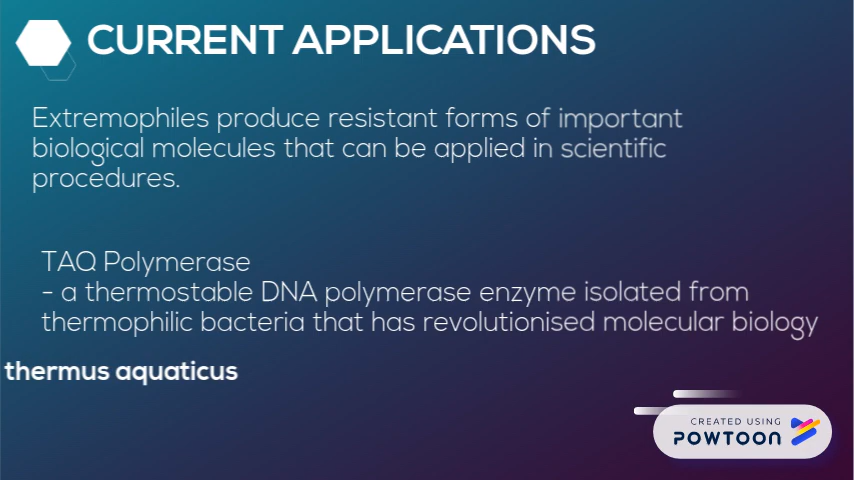 CURRENT APPLICATIONS
Extremophiles produce resistant forms of important
biological molecules that can be applied in scientific
procedures.
TAQ Polymerase
- a thermostable DNA polymerase enzyme isolated from
thermophilic bacteria that has revolutionised molecular biology
thermus aquaticus
CREATED USING
POWTOON